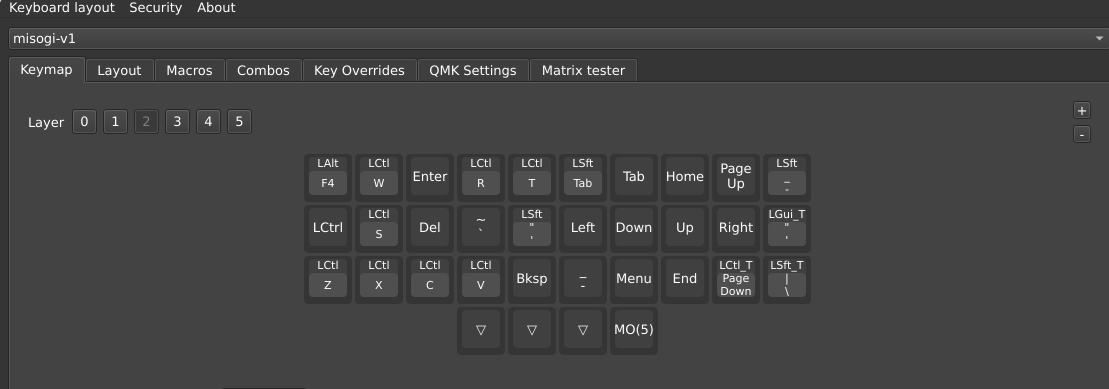 Keyboard layout Security About
misogi-v1
Keymap Layout Macros Combos Key Overrides QMK Settings Matrix tester
Layer 0 1 2 3 4 5
+
-
LAlt LCtl LCtl LCtl LSft Page LSft
F4 W Enter R T Tab Tab Home Up _
-
LCtl ~ LSft LGui_T
LCtrl S Del ` " Left Down Up Right "
' '
LCtl LCtl LCtl LCtl _ LCtl_T LSft_T
Z X C V Bksp - Menu End Page |
Down \
▽ ▽ ▽ MO(5)